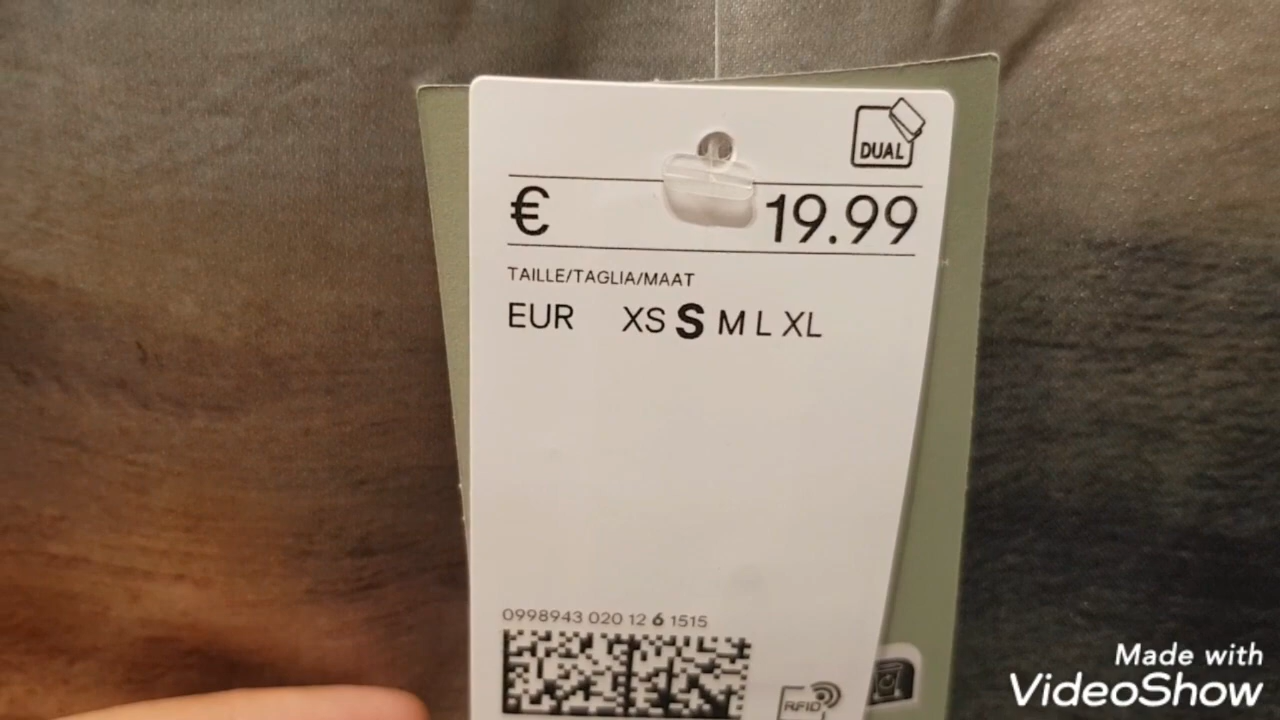 DUAL
€ 19.99
TAILLE/TAGLIA/MAAT
EUR XS S M L XL
0998943 020 12 6 1515
RFID
Made with
VideoShow